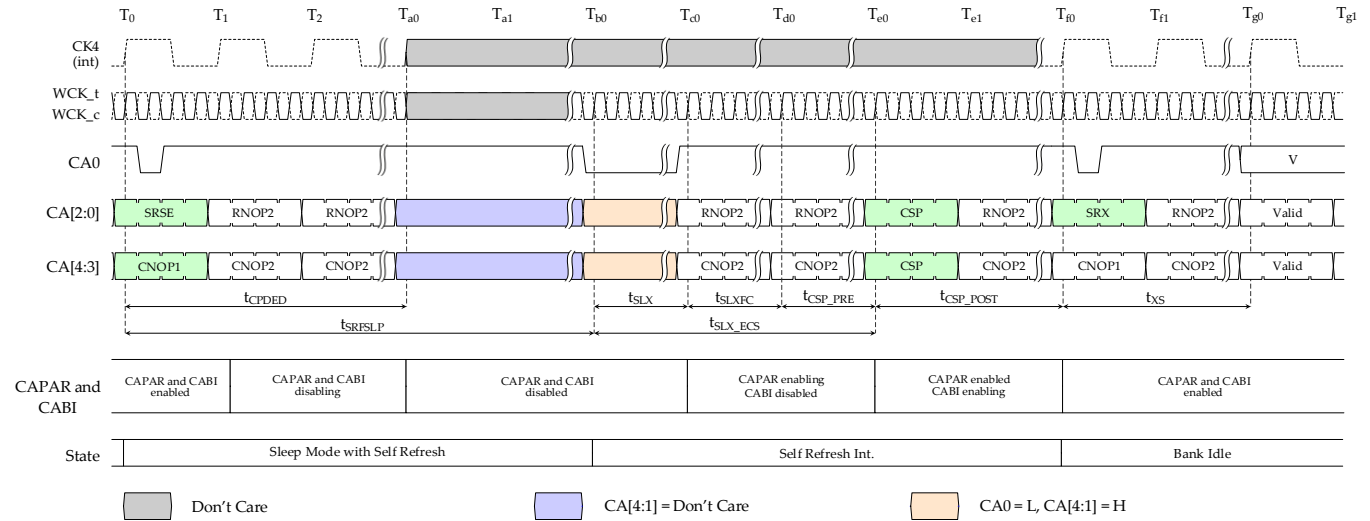 T0 T1 T2 Ta0 Ta1 Tb0 Tc0 Td0 Te0 Te1 Tf0 Tf1 Tg0 Tg1
CK4
(int)
WCK_t
WCK_c
CA0 V
CA[2:0] SRSE RNOP2 RNOP2 RNOP2 RNOP2 CSP RNOP2 SRX RNOP2 Valid
CA[4:3] CNOP1 CNOP2 CNOP2 CNOP2 CNOP2 CSP CNOP2 CNOP1 CNOP2 Valid
tCPDED tSLX tSLXFC tCSP_PRE tCSP_POST tXS
tSRFSLP tSLX_ECS
CAPAR and CABI
CAPAR and CABI enabled
CAPAR and CABI disabling
CAPAR and CABI disabled
CAPAR enabling CABI disabled
CAPAR enabled CABI enabling
CAPAR and CABI enabled
State Sleep Mode with Self Refresh Self Refresh Int. Bank Idle
Don't Care CA[4:1] = Don't Care CA0 = L, CA[4:1] = H